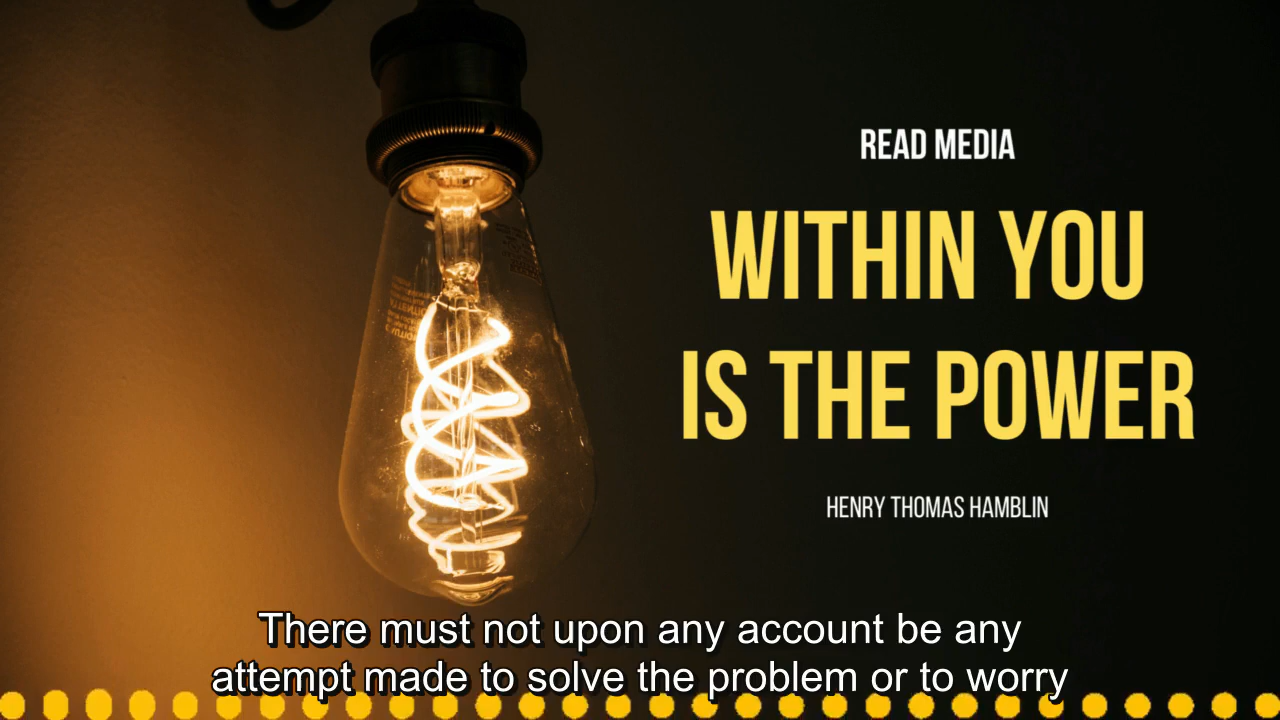 READ MEDIA
WITHIN YOU
IS THE POWER
HENRY THOMAS HAMBLIN
There must not upon any account be any
attempt made to solve the problem or to worry